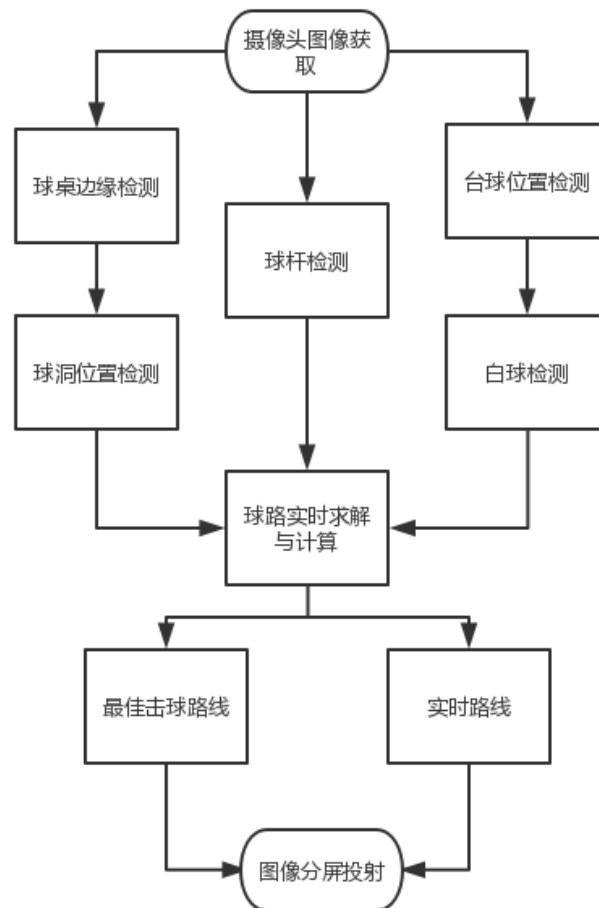 摄像头图像获
取
球桌边缘检测
台球位置检测
球杆检测
球洞位置检测
白球检测
球路实时求解
与计算
最佳击球路线
实时路线
图像分屏投射